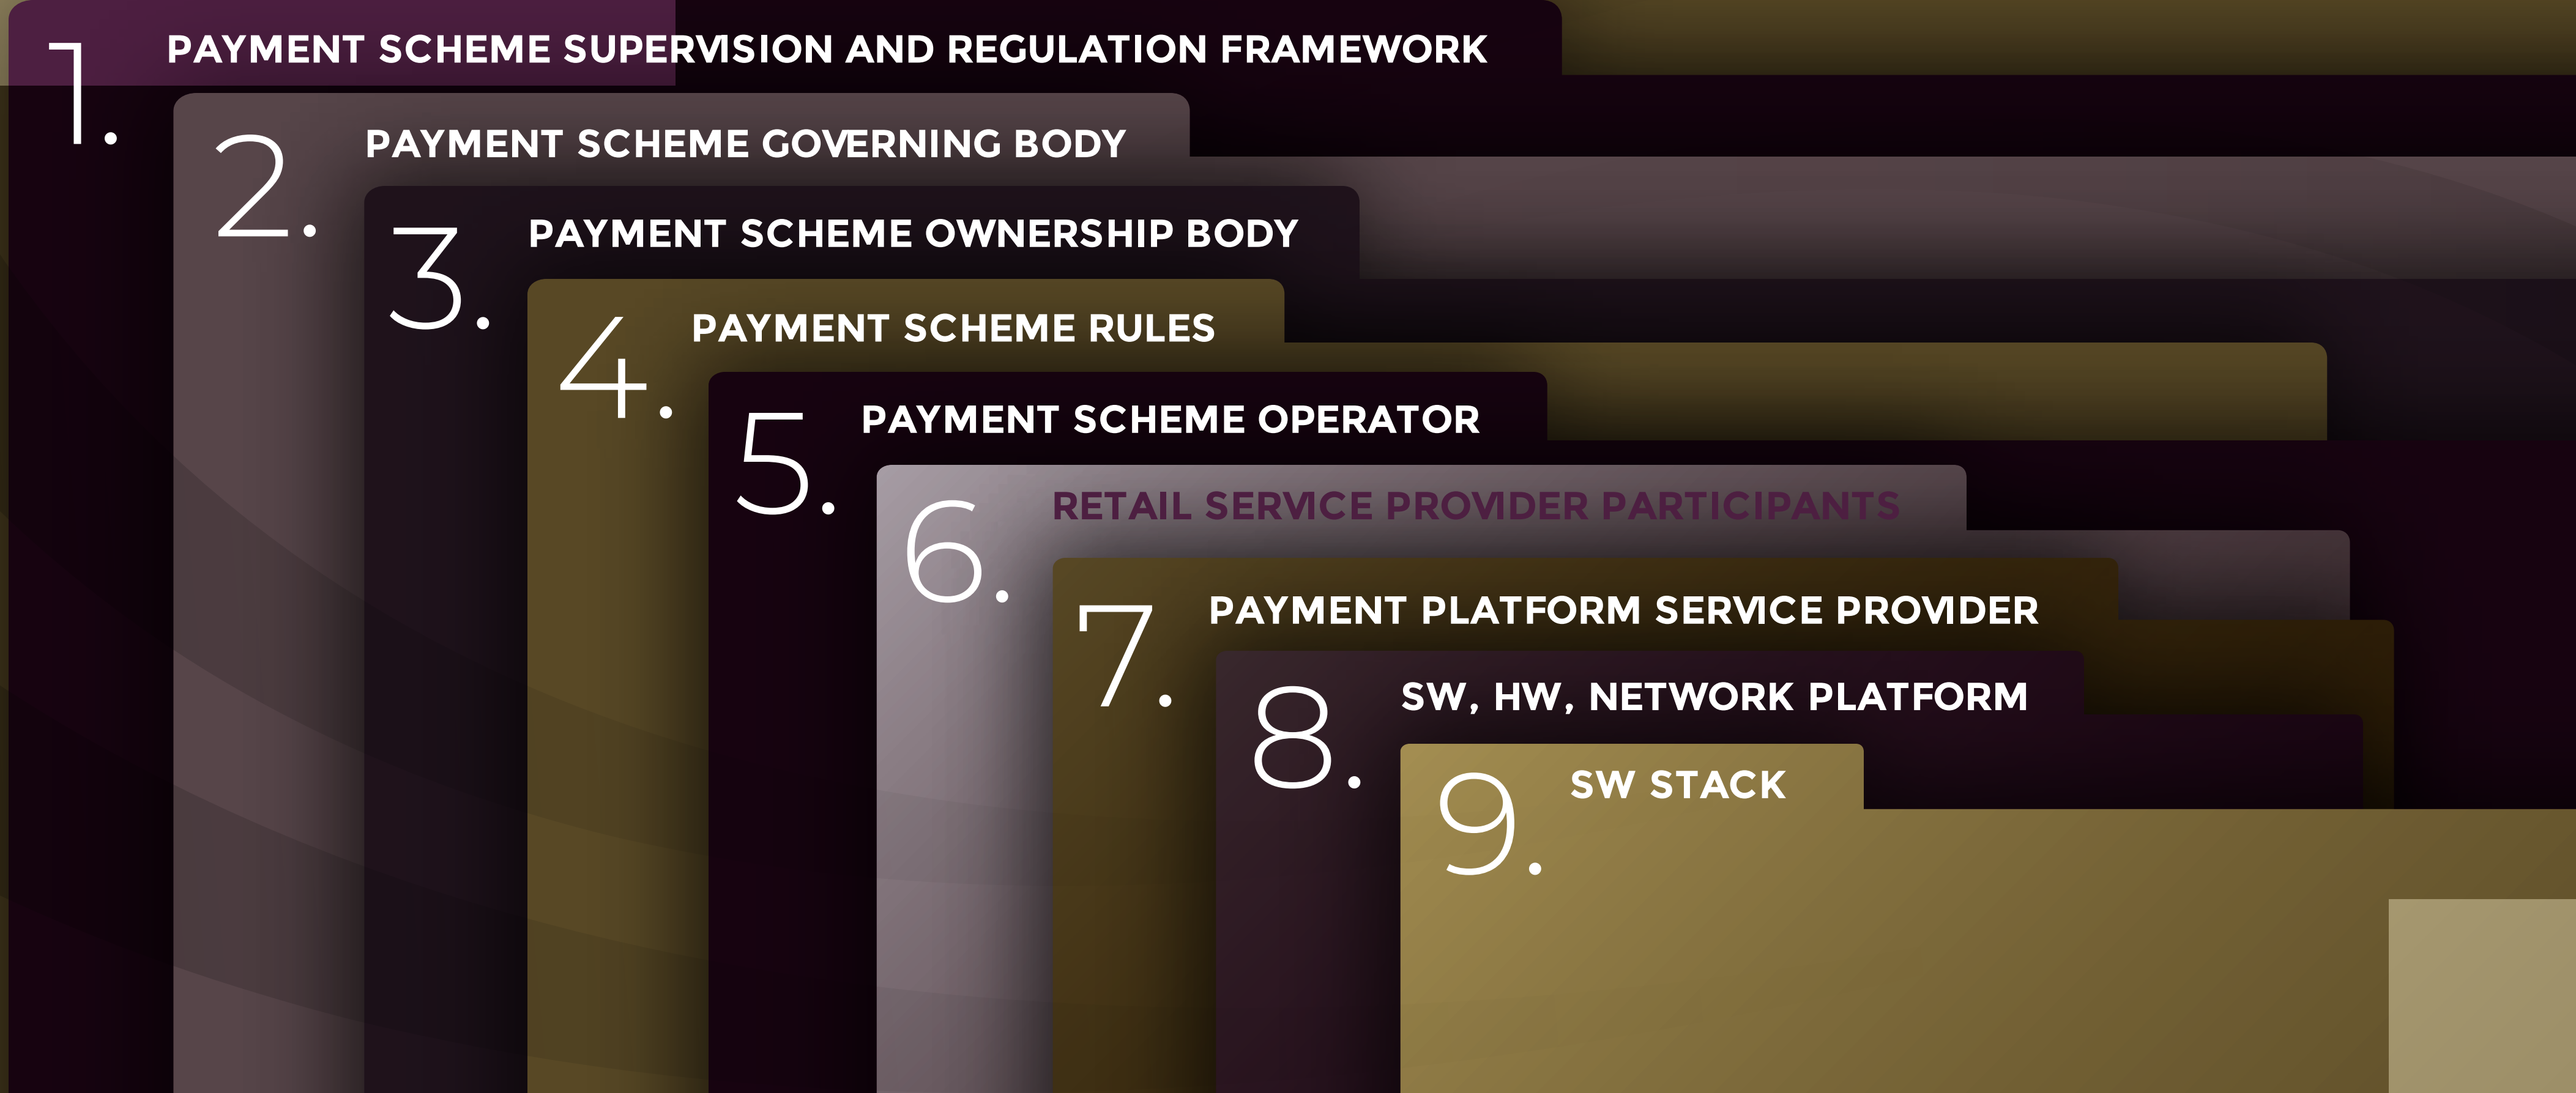 1. PAYMENT SCHEME SUPERVISION AND REGULATION FRAMEWORK
2. PAYMENT SCHEME GOVERNING BODY
3. PAYMENT SCHEME OWNERSHIP BODY
4. PAYMENT SCHEME RULES
5. PAYMENT SCHEME OPERATOR
6. RETAIL SERVICE PROVIDER PARTICIPANTS
7. PAYMENT PLATFORM SERVICE PROVIDER
8. SW, HW, NETWORK PLATFORM
9. SW STACK